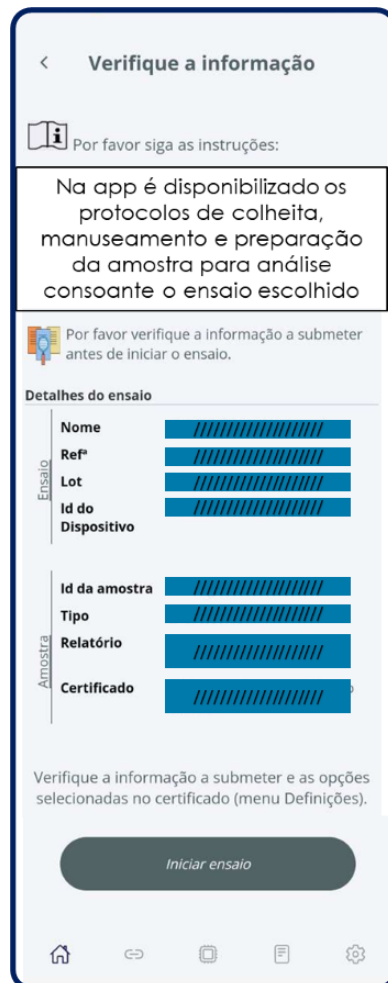 Verifique a informação
Por favor siga as instruções:
Na app é disponibilizado os
protocolos de colheita,
manuseamento e preparação
da amostra para análise
consoante o ensaio escolhido
Por favor verifique a informação a submeter
antes de iniciar o ensaio.
Detalhes do ensaio
Ensaio
Nome
Refª
Lot
Id do
Dispositivo
Amostra
Id da amostra
Tipo
Relatório
Certificado
Verifique a informação a submeter e as opções
selecionadas no certificado (menu Definições).
Iniciar ensaio